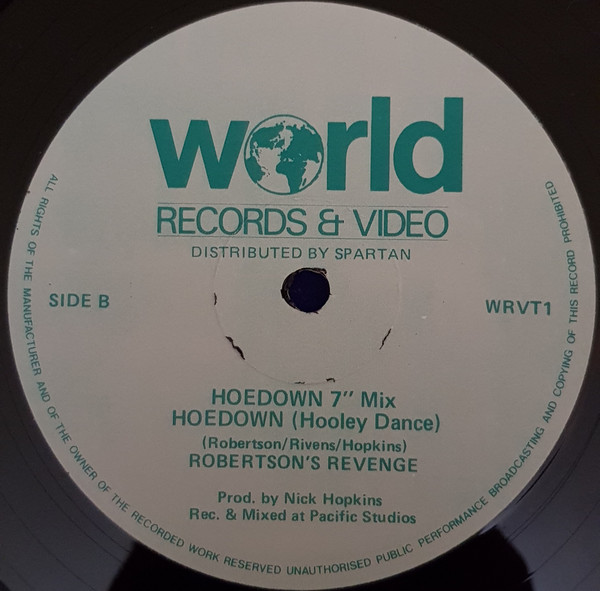 world
RECORDS & VIDEO
DISTRIBUTED BY SPARTAN
SIDE B
WRVT1
HOEDOWN 7" Mix
HOEDOWN (Hooley Dance)
(Robertson/Rivens/Hopkins)
ROBERTSON'S REVENGE
Prod. by Nick Hopkins
Rec. & Mixed at Pacific Studios
ALL RIGHTS OF THE MANUFACTURER AND OF THE OWNER OF THE RECORDED WORK RESERVED UNAUTHORISED PUBLIC PERFORMANCE BROADCASTING AND COPYING OF THIS RECORD PROHIBITED